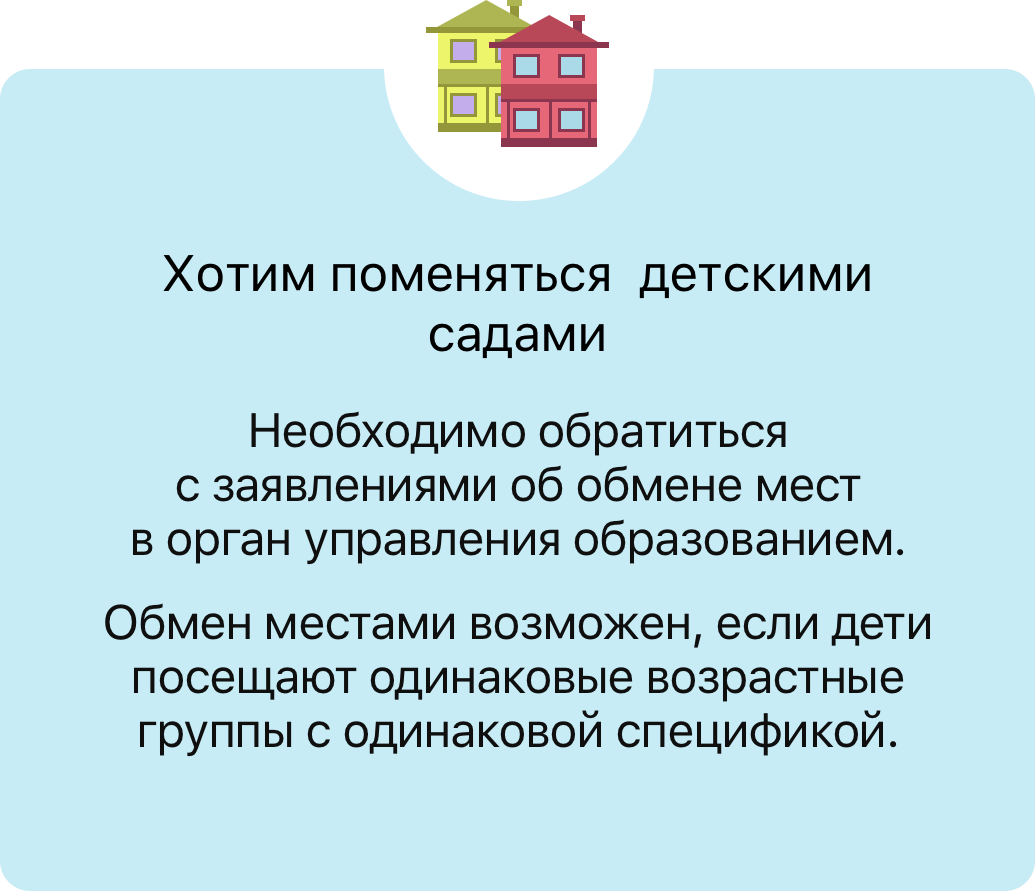 Хотим поменяться  детскими
садами
Необходимо обратиться
с заявлениями об обмене мест
в орган управления образованием.
Обмен местами возможен, если дети
посещают одинаковые возрастные
группы с одинаковой спецификой.